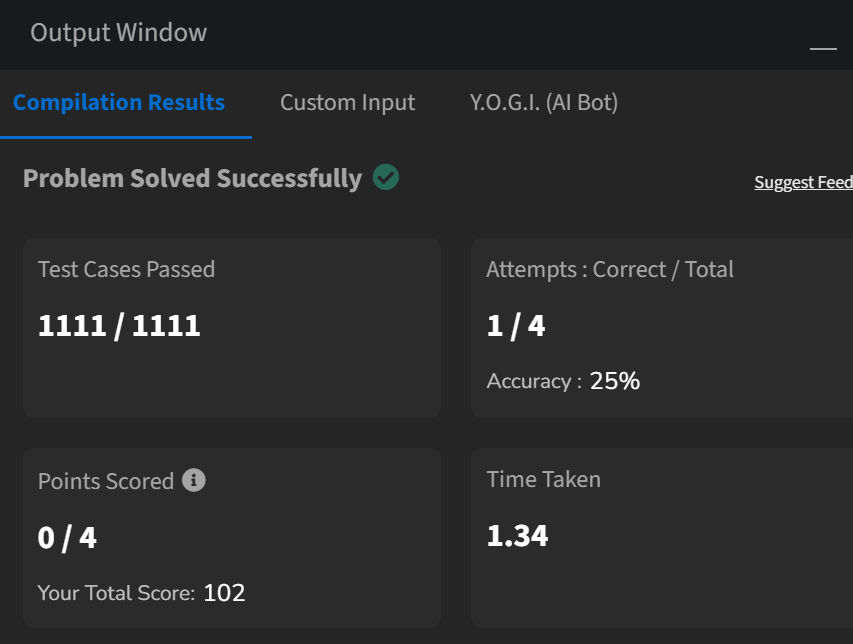 Output Window
Compilation Results
Custom Input
Y.O.G.I. (AI Bot)
Problem Solved Successfully
Suggest Feed
Test Cases Passed
1111 / 1111
Attempts : Correct / Total
1 / 4
Accuracy : 25%
Points Scored
0 / 4
Your Total Score: 102
Time Taken
1.34